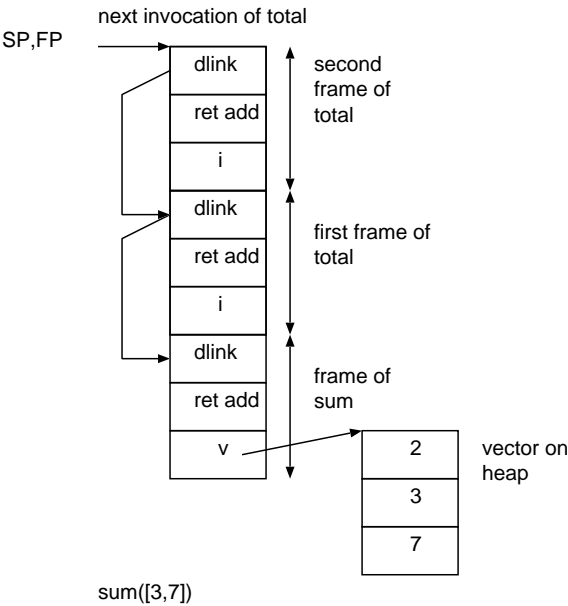 next invocation of total
SP,FP
dlink
ret add
i
second
frame of
total
dlink
ret add
i
first frame of
total
dlink
ret add
v
frame of
sum
2
3
7
vector on
heap
sum([3,7])